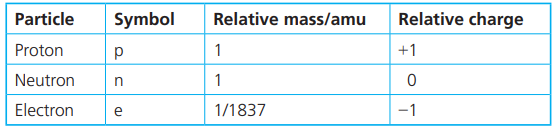 Particle Symbol Relative mass/amu Relative charge
Proton p 1 +1
Neutron n 1 0
Electron e 1/1837 −1